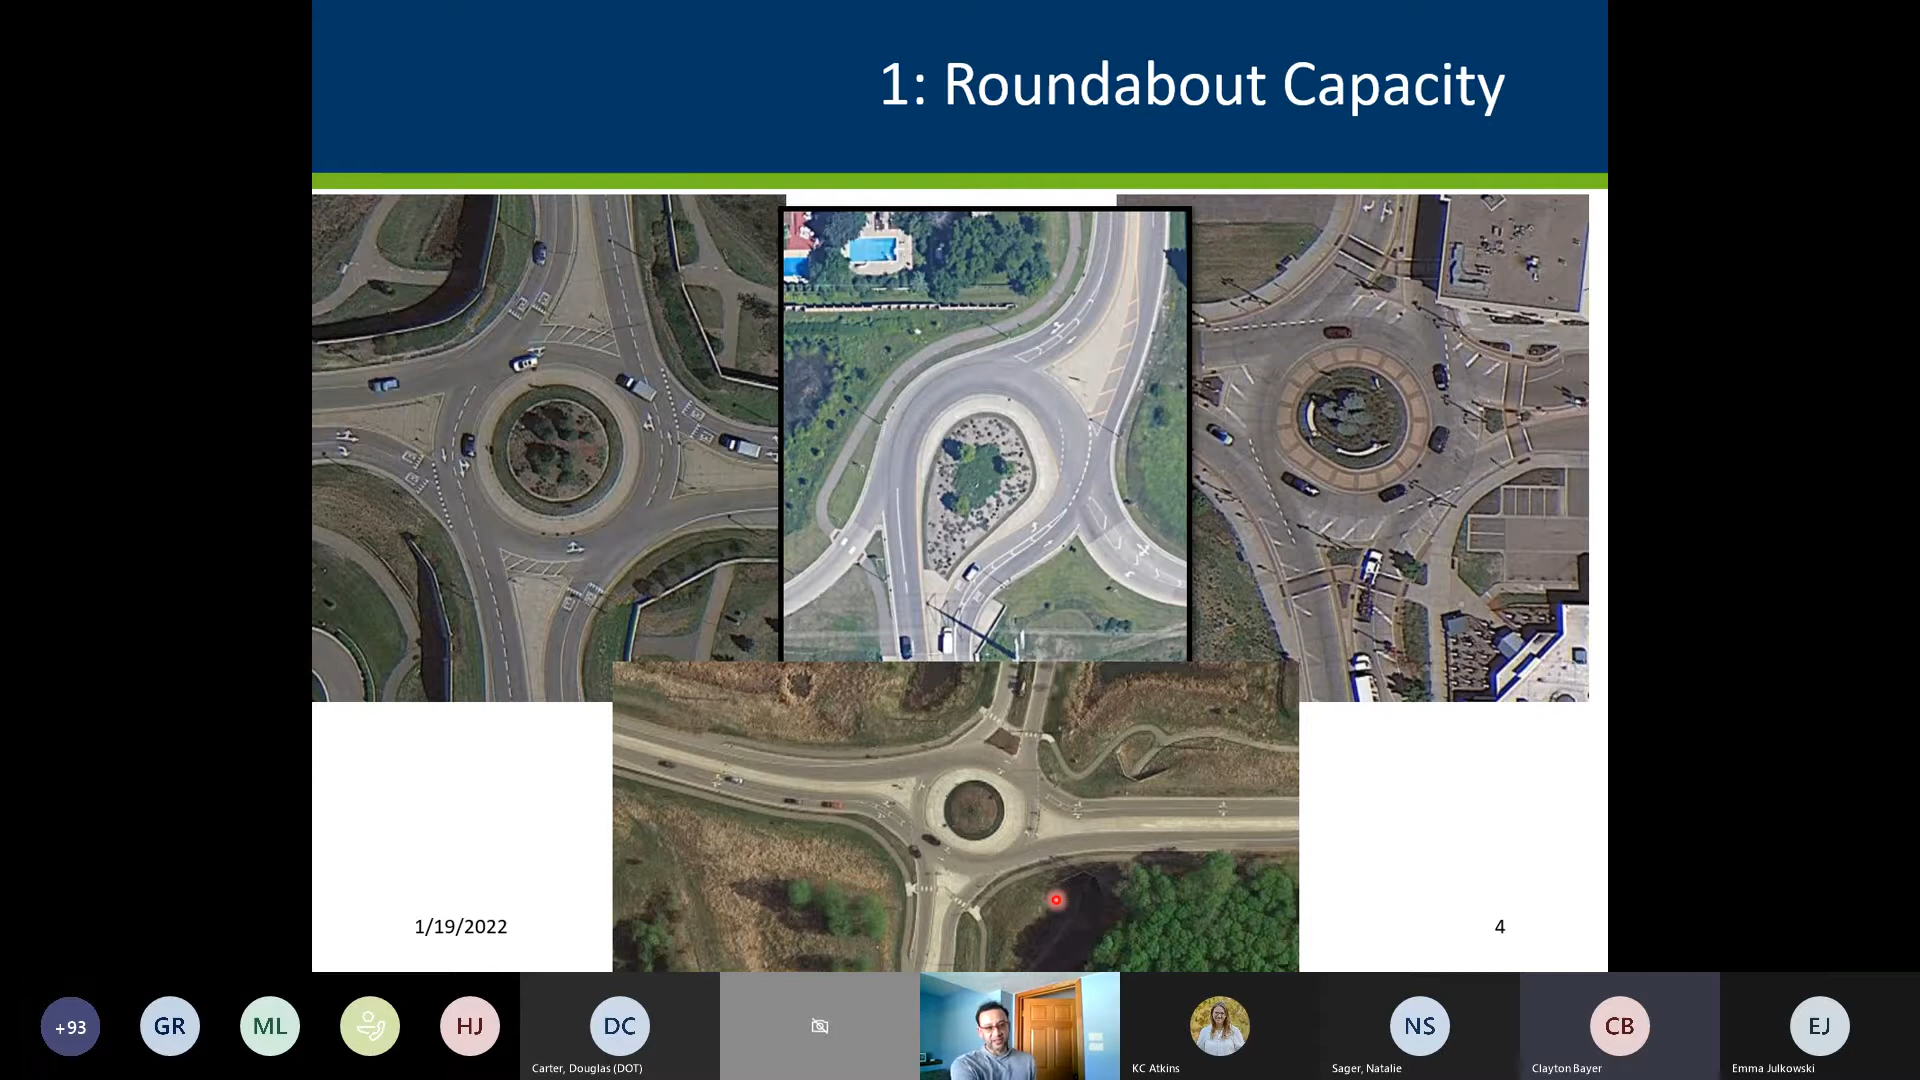 1: Roundabout Capacity
1/19/2022
4
+93
GR
ML
HJ
DC
Carter, Douglas (DOT)
KC Atkins
NS
Sager, Natalie
CB
Clayton Bayer
EJ
Emma Julkowski